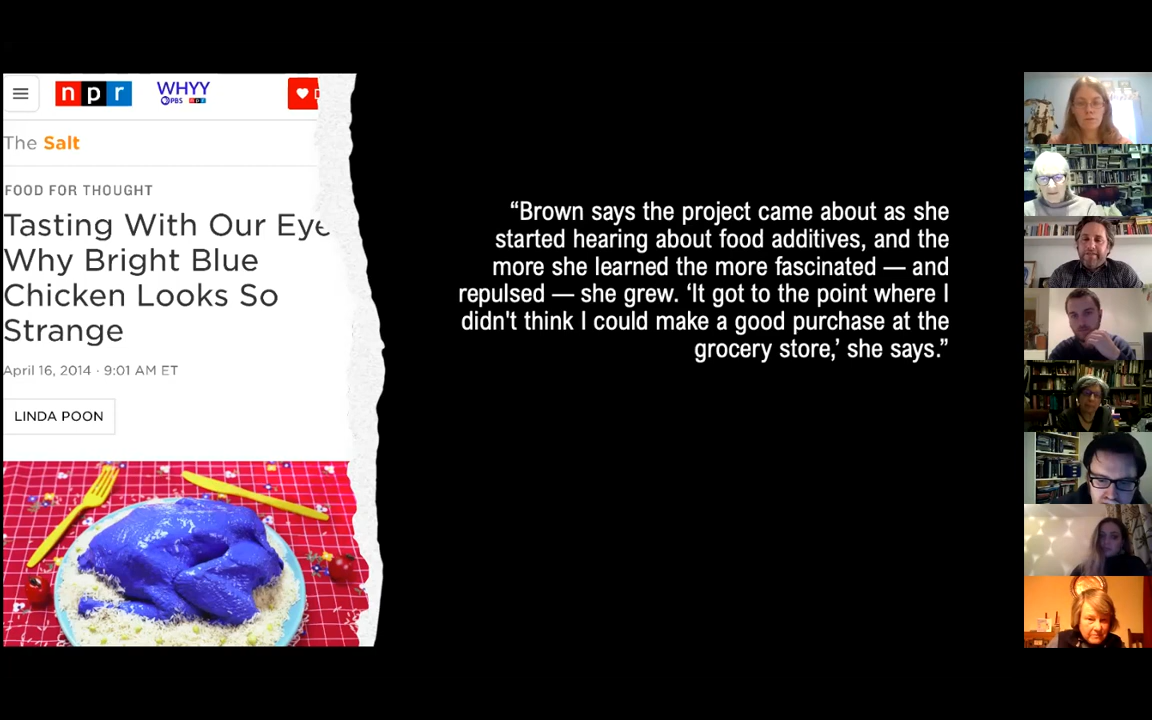 npr
WHYY
PBS npr
The Salt
FOOD FOR THOUGHT
Tasting With Our Eye
Why Bright Blue
Chicken Looks So
Strange
April 16, 2014 · 9:01 AM ET
LINDA POON
“Brown says the project came about as she
started hearing about food additives, and the
more she learned the more fascinated — and
repulsed — she grew. ‘It got to the point where I
didn't think I could make a good purchase at the
grocery store,’ she says.”